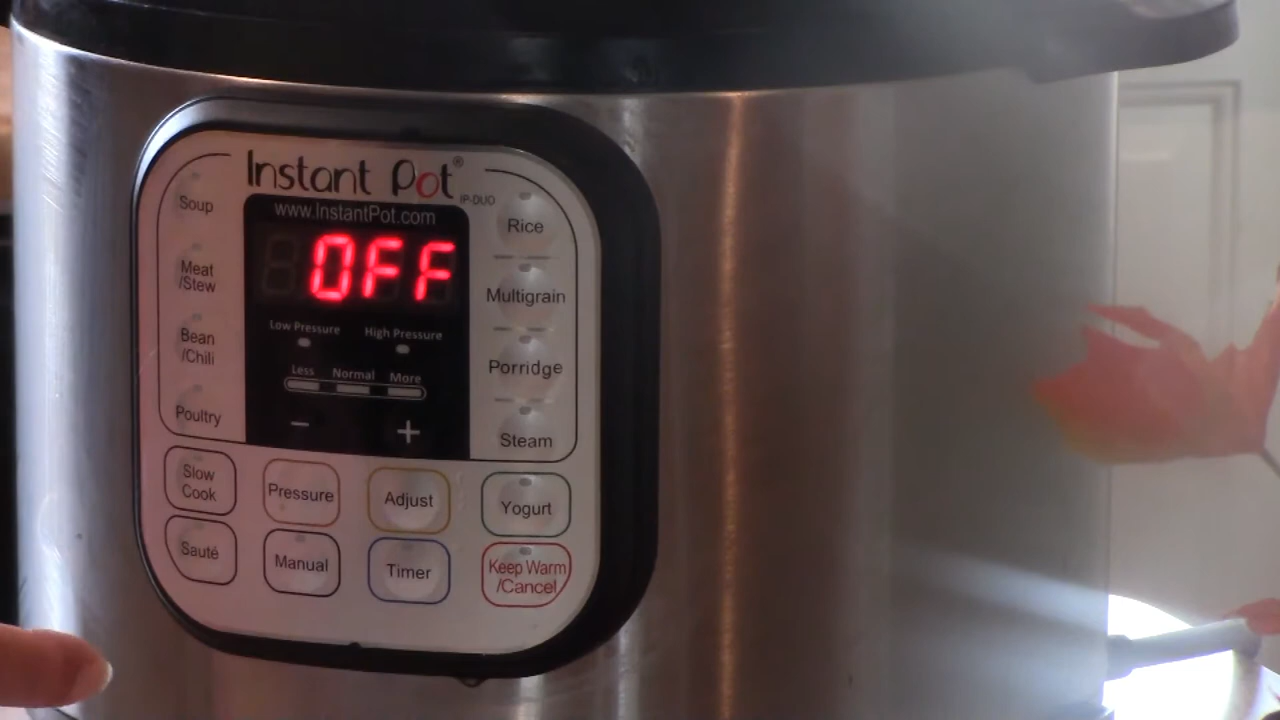 Instant Pot®
IP-DUO
www.InstantPot.com
OFF
Low Pressure High Pressure
Less Normal More
− +
Soup
Meat
/Stew
Bean
/Chili
Poultry
Rice
Multigrain
Porridge
Steam
Slow
Cook
Pressure
Adjust
Yogurt
Sauté
Manual
Timer
Keep Warm
/Cancel